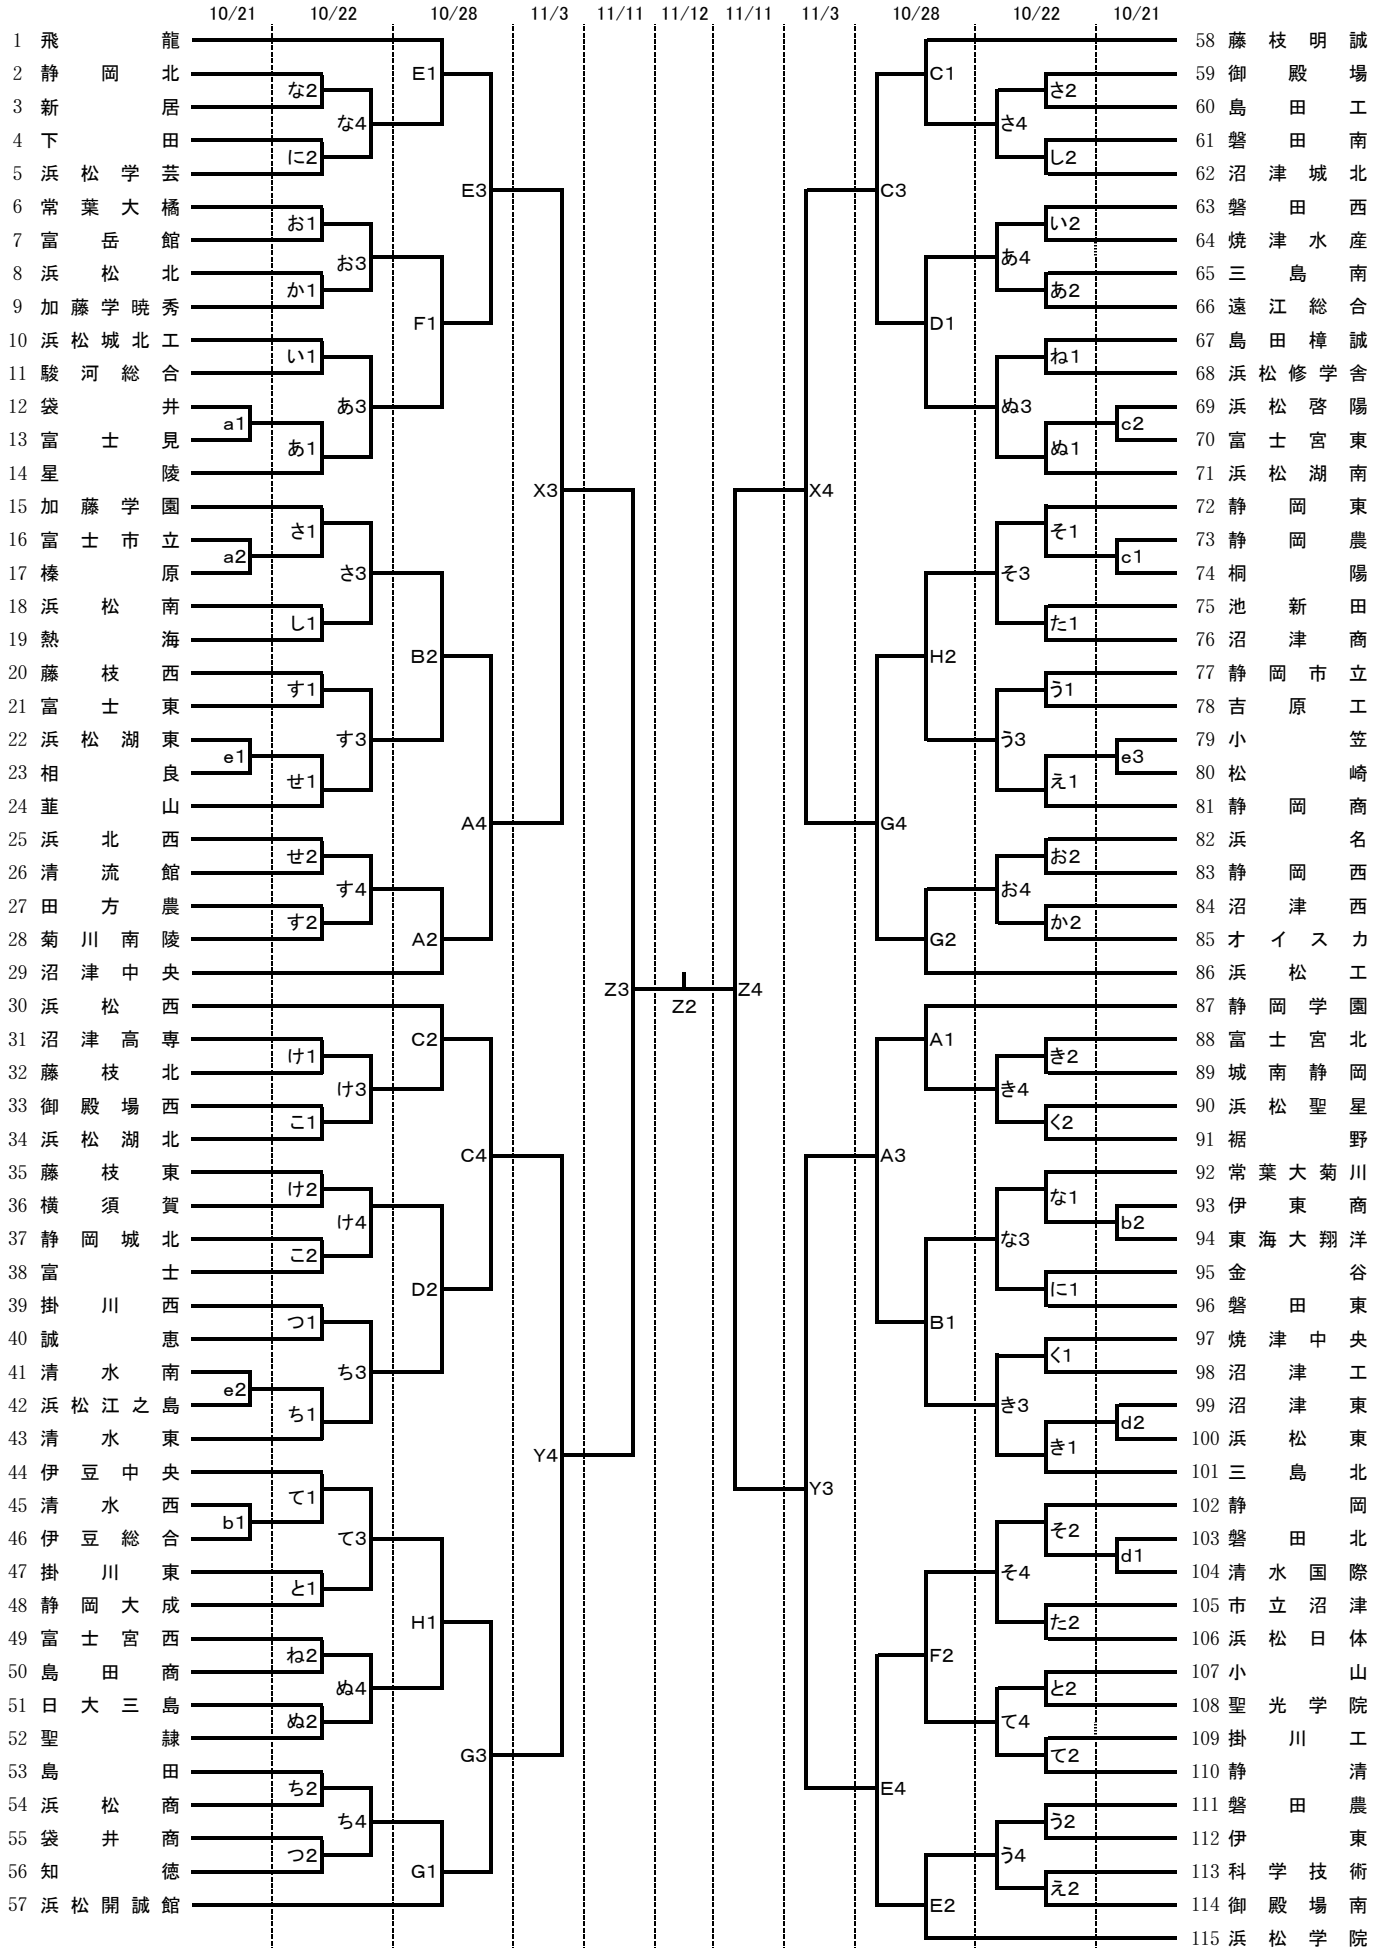 10/21 10/22 10/28 11/3 11/11 11/12 11/11 11/3 10/28 10/22 10/21
1 飛龍
2 静岡北
3 新居
4 下田
5 浜松学芸
6 常葉大橘
7 富岳館
8 浜松北
9 加藤学暁秀
10 浜松城北工
11 駿河総合
12 袋井
13 富士見
14 星陵
15 加藤学園
16 富士市立
17 榛原
18 浜松南
19 熱海
20 藤枝西
21 富士東
22 浜松湖東
23 相良
24 韮山
25 浜北西
26 清流館
27 田方農
28 菊川南陵
29 沼津中央
30 浜松西
31 沼津高専
32 藤枝北
33 御殿場西
34 浜松湖北
35 藤枝東
36 横須賀
37 静岡城北
38 富士
39 掛川西
40 誠恵
41 清水南
42 浜松江之島
43 清水東
44 伊豆中央
45 清水西
46 伊豆総合
47 掛川東
48 静岡大成
49 富士宮西
50 島田商
51 日大三島
52 聖隷
53 島田
54 浜松商
55 袋井商
56 知徳
57 浜松開誠館
a1
a2
e1
e2
b1
な2
に2
お1
か1
い1
あ1
さ1
し1
す1
せ1
せ2
す2
け1
こ1
け2
こ2
つ1
ち1
て1
と1
ね2
ぬ2
ち2
つ2
な4
お3
あ3
さ3
す3
す4
け3
け4
ち3
て3
ぬ4
ち4
E1
F1
B2
A2
C2
D2
H1
G1
E3
A4
C4
G3
X3
Y4
Z3
Z2
Z4
X4
Y3
C3
G4
A3
E4
C1
D1
H2
G2
A1
B1
F2
E2
さ4
あ4
ぬ3
そ3
う3
お4
き4
な3
き3
そ4
て4
う4
さ2
し2
い2
あ2
ね1
ぬ1
そ1
た1
う1
え1
お2
か2
き2
く2
な1
に1
く1
き1
そ2
た2
と2
て2
う2
え2
c2
c1
e3
b2
d2
d1
58 藤枝明誠
59 御殿場
60 島田工
61 磐田南
62 沼津城北
63 磐田西
64 焼津水産
65 三島南
66 遠江総合
67 島田樟誠
68 浜松修学舎
69 浜松啓陽
70 富士宮東
71 浜松湖南
72 静岡東
73 静岡農
74 桐陽
75 池新田
76 沼津商
77 静岡市立
78 吉原工
79 小笠
80 松崎
81 静岡商
82 浜名
83 静岡西
84 沼津西
85 オイスカ
86 浜松工
87 静岡学園
88 富士宮北
89 城南静岡
90 浜松聖星
91 裾野
92 常葉大菊川
93 伊東商
94 東海大翔洋
95 金谷
96 磐田東
97 焼津中央
98 沼津工
99 沼津東
100 浜松東
101 三島北
102 静岡
103 磐田北
104 清水国際
105 市立沼津
106 浜松日体
107 小山
108 聖光学院
109 掛川工
110 静清
111 磐田農
112 伊東
113 科学技術
114 御殿場南
115 浜松学院